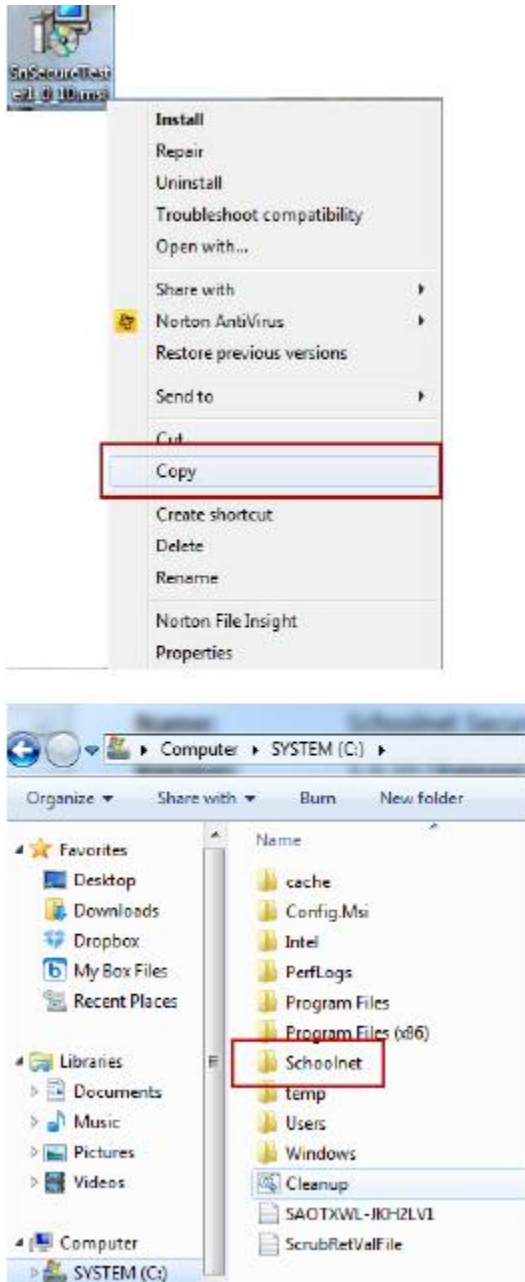 Install
Repair
Uninstall
Troubleshoot compatibility
Open with...
Share with
Norton AntiVirus
Restore previous versions
Send to
Cut
Copy
Create shortcut
Delete
Rename
Norton File Insight
Properties
Computer SYSTEM (C:)
Organize Share with Burn New folder
Favorites
Desktop
Downloads
Dropbox
My Box Files
Recent Places
Libraries
Documents
Music
Pictures
Videos
Computer
SYSTEM (C:)
Name
cache
Config.Msi
Intel
PerfLogs
Program Files
Program Files (x86)
Schoolnet
temp
Users
Windows
Cleanup
SAOTXWL-JKH2LV1
ScrubRetValFile